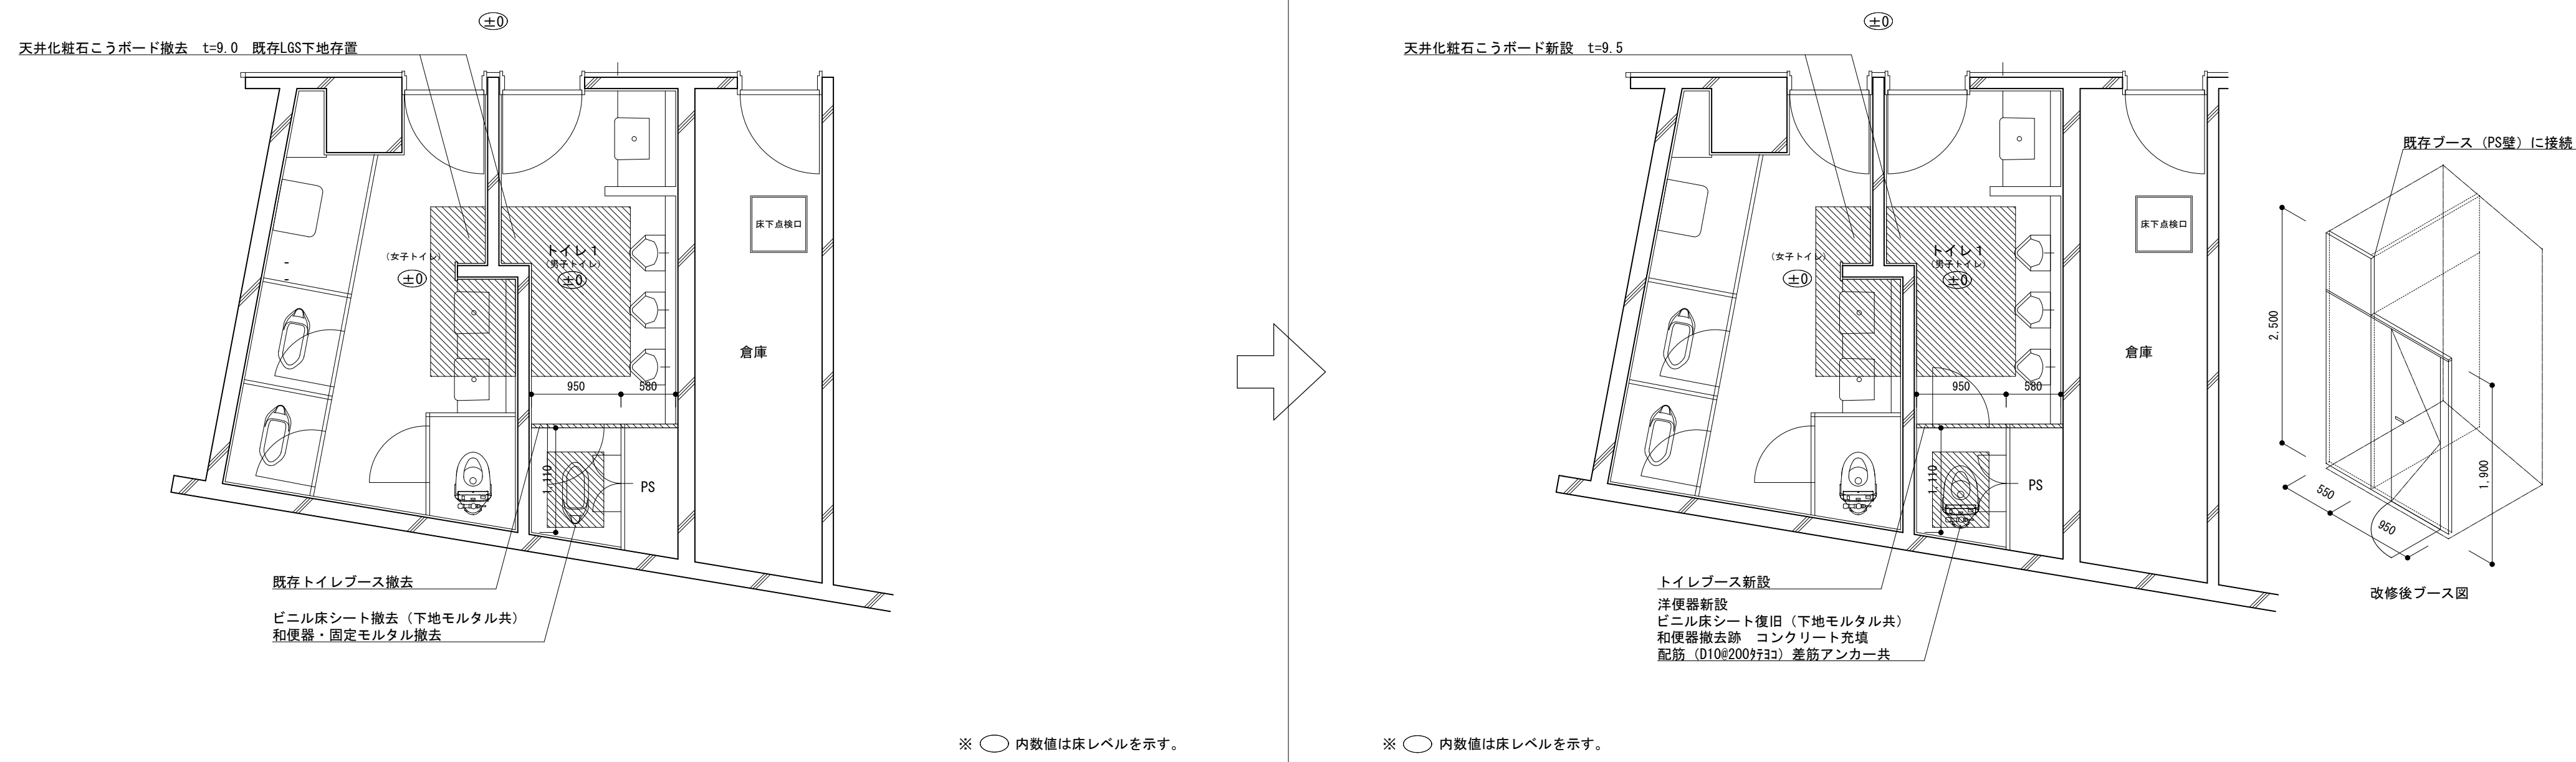 ±0
天井化粧石こうボード撤去　t=9.0　既存LGS下地存置
床下点検口
トイレ1
（男子トイレ）
±0
（女子トイレ）
±0
倉庫
950
580
1,110
PS
既存トイレブース撤去
ビニル床シート撤去（下地モルタル共）
和便器・固定モルタル撤去
※ 内数値は床レベルを示す。
±0
天井化粧石こうボード新設　t=9.5
床下点検口
トイレ1
（男子トイレ）
±0
（女子トイレ）
±0
倉庫
950
580
1,110
PS
トイレブース新設
洋便器新設
ビニル床シート復旧（下地モルタル共）
和便器撤去跡　コンクリート充填
配筋（D10@200ﾀﾃﾖｺ）差筋アンカー共
※ 内数値は床レベルを示す。
既存ブース（PS壁）に接続
2,500
1,900
550
950
改修後ブース図